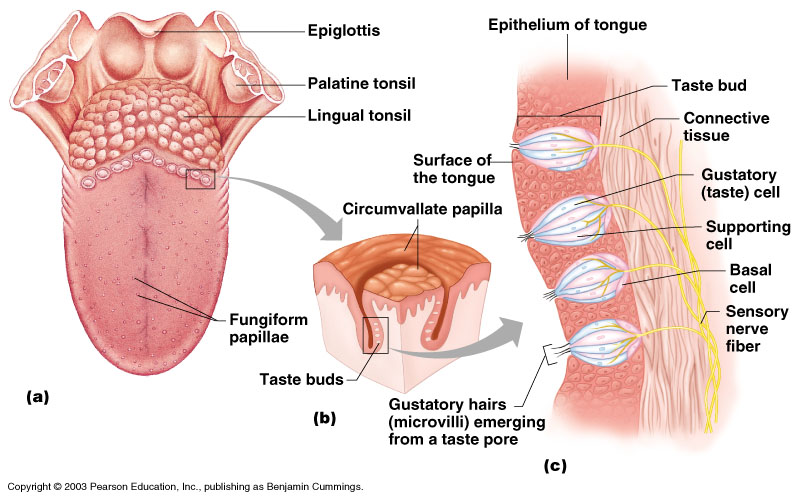 Epiglottis
Palatine tonsil
Lingual tonsil
Fungiform
papillae
(a)
Circumvallate papilla
Taste buds
(b)
Epithelium of tongue
Taste bud
Connective
tissue
Surface of
the tongue
Gustatory
(taste) cell
Supporting
cell
Basal
cell
Sensory
nerve
fiber
Gustatory hairs
(microvilli) emerging
from a taste pore
(c)
Copyright © 2003 Pearson Education, Inc., publishing as Benjamin Cummings.